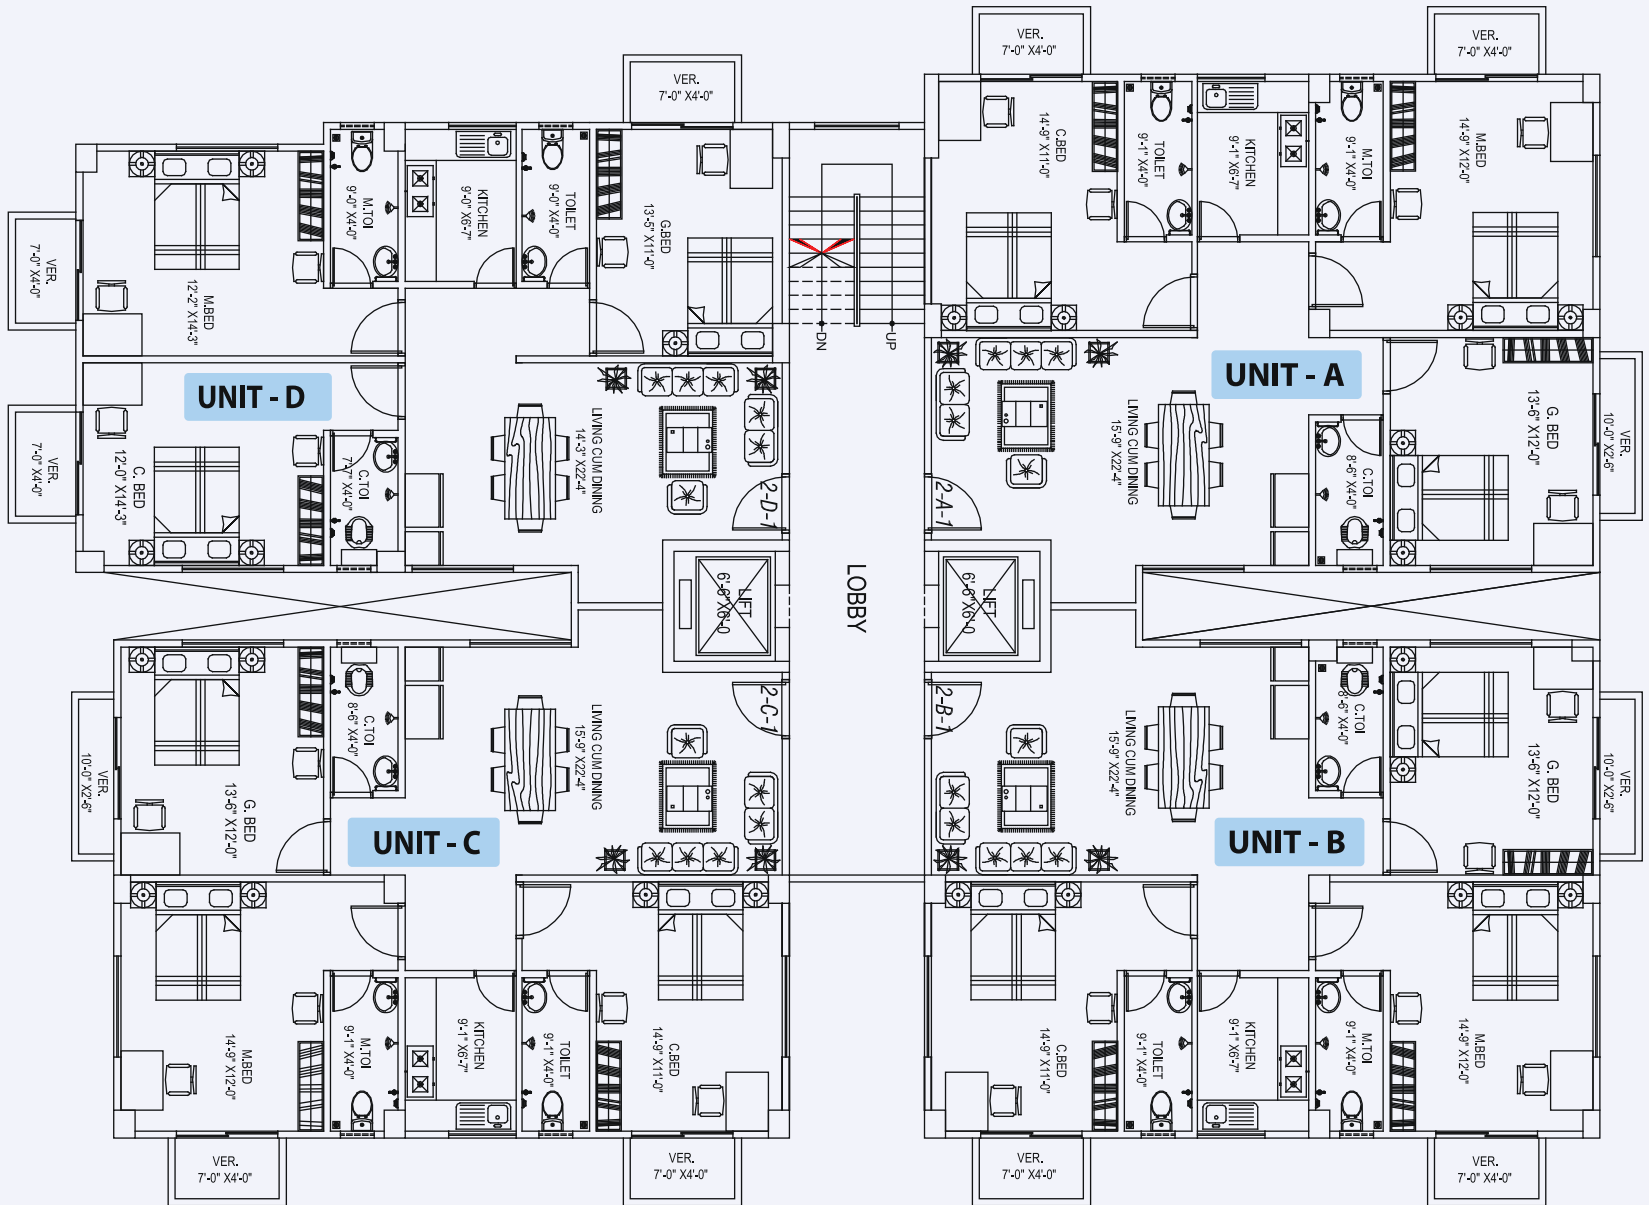 VER.
7'-0" X4'-0"
VER.
7'-0" X4'-0"
VER.
7'-0" X4'-0"
C.BED
14'-9"X11'-0"
TOILET
9'-1"X4'-0"
KITCHEN
9'-1"X6'-7"
M.TOI
9'-1"X4'-0"
M.BED
14'-9"X12'-0"
M.TOI
9'-0" X4'-0"
KITCHEN
9'-0"X6'-7"
TOILET
9'-0" X4'-0"
G.BED
13'-5" X11'-0"
VER.
7'-0" X4'-0"
M.BED
12'-2" X14'-3"
DN
UP
UNIT - D
UNIT - A
LIVING CUM DINING
14'-3" X22'-4"
LIVING CUM DINING
15'-9"X22'-4"
G. BED
13'-6" X12'-0"
VER.
10'-0" X2'-6"
VER.
7'-0" X4'-0"
C. BED
12'-0" X14'-3"
C.TOI
7'-7" X4'-0"
2-D-1
2-A-1
C.TOI
8'-6" X4'-0"
LIFT
6'-6"X6'-0
LOBBY
LIFT
6'-6"X6'-0
C.TOI
8'-6" X4'-0"
LIVING CUM DINING
15'-9" X22'-4"
2-C-1
2-B-1
LIVING CUM DINING
15'-9" X22'-4"
C.TOI
8'-6" X4'-0"
VER.
10'-0" X2'-6"
G. BED
13'-6" X12'-0"
G. BED
13'-6" X12'-0"
VER.
10'-0" X2'-6"
UNIT - C
UNIT - B
M.BED
14'-9" X12'-0"
M.TOI
9'-1" X4'-0"
KITCHEN
9'-1" X6'-7"
TOILET
9'-1"X4'-0"
C.BED
14'-9"X11'-0"
C.BED
14'-9"X11'-0"
TOILET
9'-1"X4'-0"
KITCHEN
9'-1"X6'-7"
M.TOI
9'-1"X4'-0"
M.BED
14'-9" X12'-0"
VER.
7'-0" X4'-0"
VER.
7'-0" X4'-0"
VER.
7'-0" X4'-0"
VER.
7'-0" X4'-0"